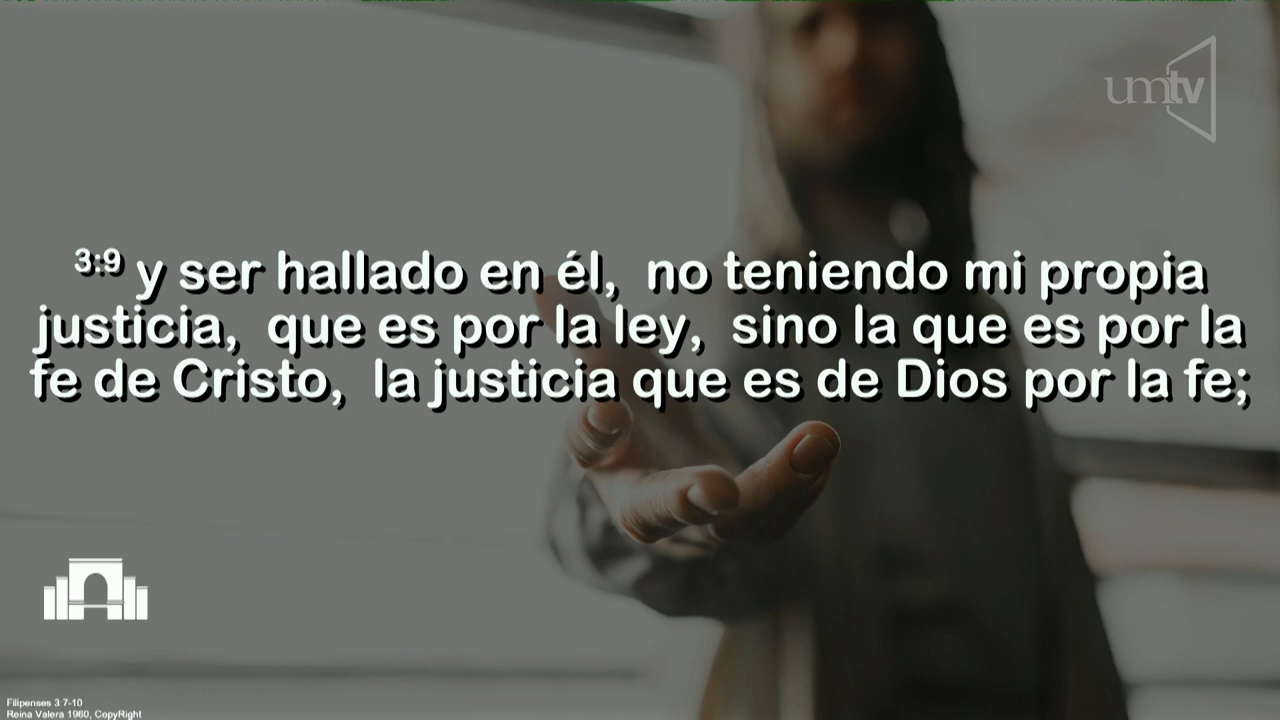 umtv
3:9 y ser hallado en él, no teniendo mi propia
justicia, que es por la ley, sino la que es por la
fe de Cristo, la justicia que es de Dios por la fe;
Filipenses 3.7-10
Reina Valera 1960, CopyRight